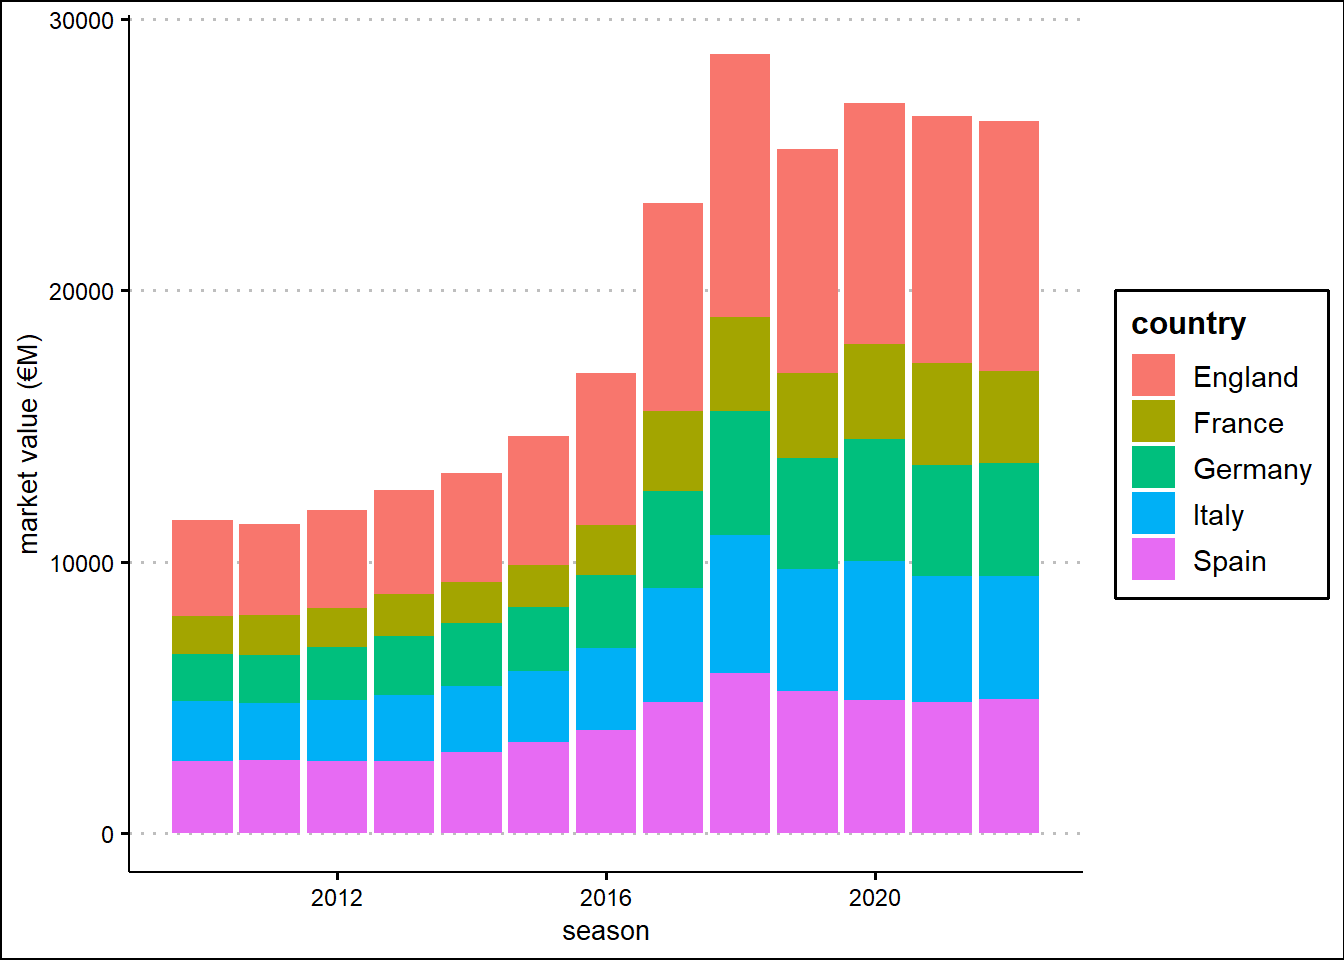 30000
20000
10000
0
market value (€M)
2012
2016
2020
season
country
England
France
Germany
Italy
Spain